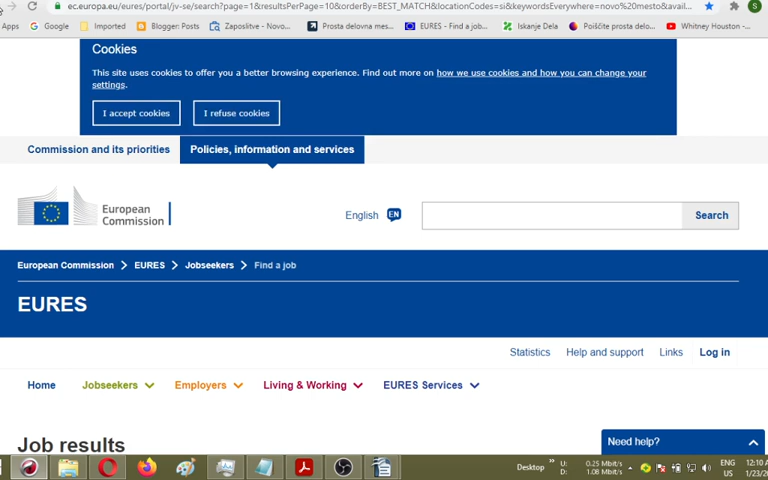 ec.europa.eu/eures/portal/jv-se/search?page=1&resultsPerPage=10&orderBy=BEST_MATCH&locationCodes=si&keywordsEverywhere=novo%20mesto&avail...
Apps Google Imported Blogger: Posts Zaposlitve - Novo... Prosta delovna mes... EURES - Find a job... Iskanje Dela Poiščite prosta delo... Whitney Houston -...
Cookies
This site uses cookies to offer you a better browsing experience. Find out more on how we use cookies and how you can change your
settings.
I accept cookies I refuse cookies
Commission and its priorities Policies, information and services
European
Commission
English EN Search
European Commission EURES Jobseekers Find a job
EURES
Statistics Help and support Links Log in
Home Jobseekers Employers Living & Working EURES Services
Job results
Need help?
Desktop
U: 0.25 Mbit/s
D: 1.08 Mbit/s
ENG
US
12:10
1/23/20